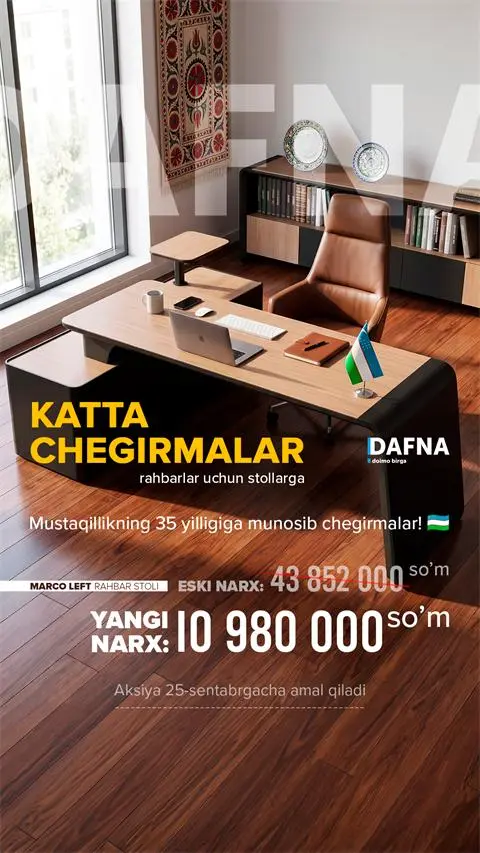 DAFNA
KATTA
CHEGIRMALAR
rahbarlar uchun stollarga
DAFNA
doimo birga
Mustaqillikning 35 yilligiga munosib chegirmalar! 🇺🇿
MARCO LEFT RAHBAR STOLI ESKI NARX: 43 852 000 so'm
YANGI NARX: 10 980 000 so'm
Aksiya 25-sentabrgacha amal qiladi